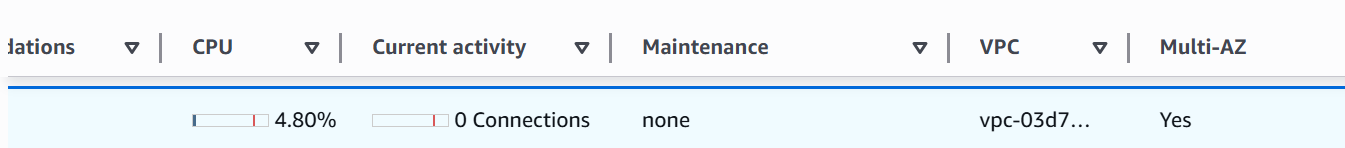 dations CPU Current activity Maintenance VPC Multi-AZ
4.80% 0 Connections none vpc-03d7... Yes